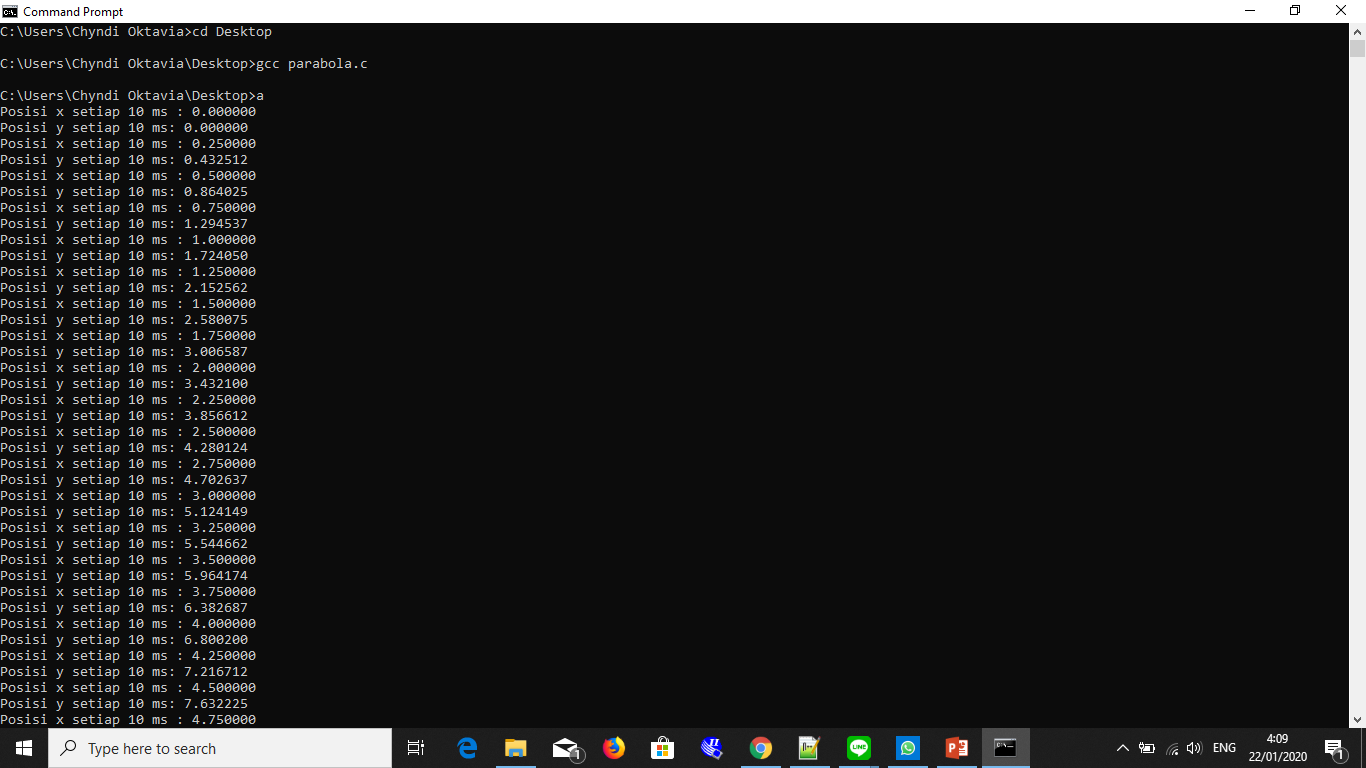 Command Prompt
C:\Users\Chyndi Oktavia>cd Desktop
C:\Users\Chyndi Oktavia\Desktop>gcc parabola.c
C:\Users\Chyndi Oktavia\Desktop>a
Posisi x setiap 10 ms : 0.000000
Posisi y setiap 10 ms: 0.000000
Posisi x setiap 10 ms : 0.250000
Posisi y setiap 10 ms: 0.432512
Posisi x setiap 10 ms : 0.500000
Posisi y setiap 10 ms: 0.864025
Posisi x setiap 10 ms : 0.750000
Posisi y setiap 10 ms: 1.294537
Posisi x setiap 10 ms : 1.000000
Posisi y setiap 10 ms: 1.724050
Posisi x setiap 10 ms : 1.250000
Posisi y setiap 10 ms: 2.152562
Posisi x setiap 10 ms : 1.500000
Posisi y setiap 10 ms: 2.580075
Posisi x setiap 10 ms : 1.750000
Posisi y setiap 10 ms: 3.006587
Posisi x setiap 10 ms : 2.000000
Posisi y setiap 10 ms: 3.432100
Posisi x setiap 10 ms : 2.250000
Posisi y setiap 10 ms: 3.856612
Posisi x setiap 10 ms : 2.500000
Posisi y setiap 10 ms: 4.280124
Posisi x setiap 10 ms : 2.750000
Posisi y setiap 10 ms: 4.702637
Posisi x setiap 10 ms : 3.000000
Posisi y setiap 10 ms: 5.124149
Posisi x setiap 10 ms : 3.250000
Posisi y setiap 10 ms: 5.544662
Posisi x setiap 10 ms : 3.500000
Posisi y setiap 10 ms: 5.964174
Posisi x setiap 10 ms : 3.750000
Posisi y setiap 10 ms: 6.382687
Posisi x setiap 10 ms : 4.000000
Posisi y setiap 10 ms: 6.800200
Posisi x setiap 10 ms : 4.250000
Posisi y setiap 10 ms: 7.216712
Posisi x setiap 10 ms : 4.500000
Posisi y setiap 10 ms: 7.632225
Posisi x setiap 10 ms : 4.750000
Type here to search
1
ENG
4:09
22/01/2020
1